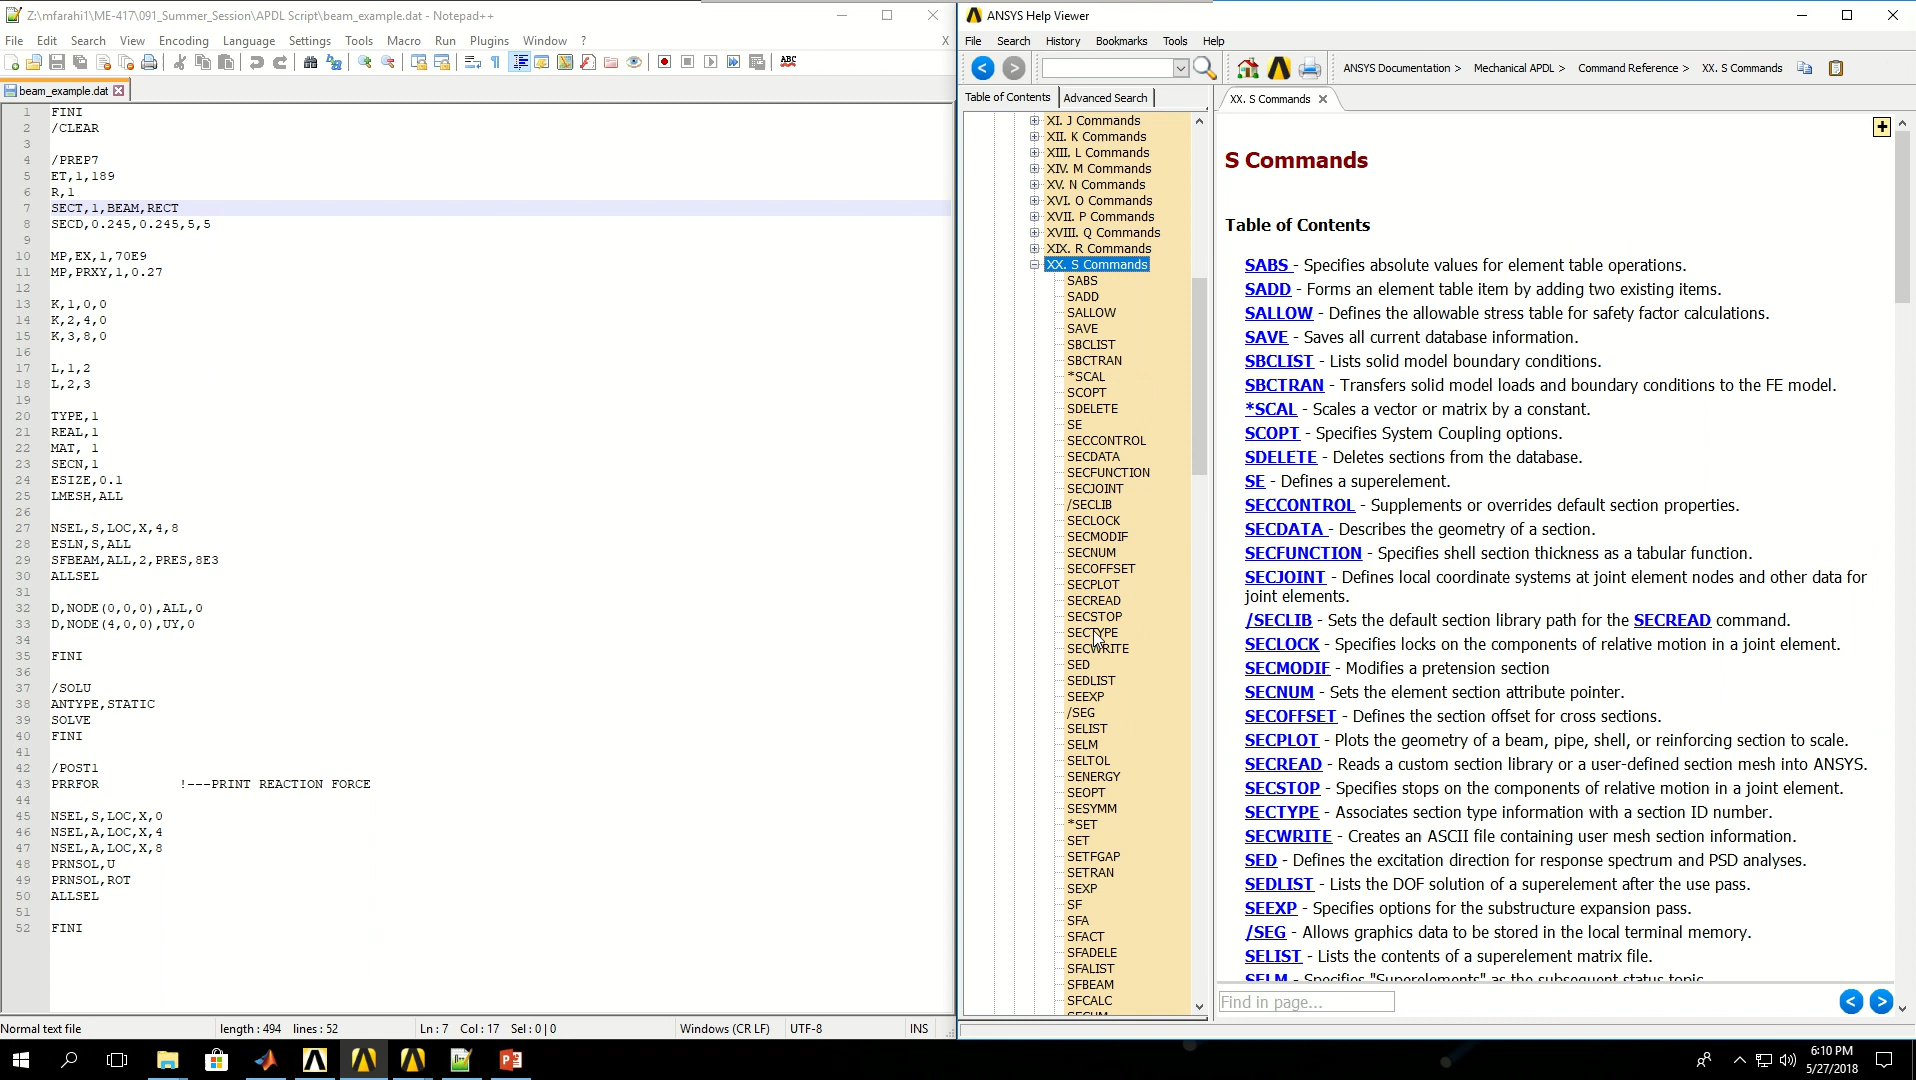 Z:\mfarahi1\ME-417\091_Summer_Session\APDL Script\beam_example.dat - Notepad++
File Edit Search View Encoding Language Settings Tools Macro Run Plugins Window ? X
beam_example.dat
1 FINI
2 /CLEAR
3
4 /PREP7
5 ET,1,189
6 R,1
7 SECT,1,BEAM,RECT
8 SECD,0.245,0.245,5,5
9
10 MP,EX,1,70E9
11 MP,PRXY,1,0.27
12
13 K,1,0,0
14 K,2,4,0
15 K,3,8,0
16
17 L,1,2
18 L,2,3
19
20 TYPE,1
21 REAL,1
22 MAT, 1
23 SECN,1
24 ESIZE,0.1
25 LMESH,ALL
26
27 NSEL,S,LOC,X,4,8
28 ESLN,S,ALL
29 SFBEAM,ALL,2,PRES,8E3
30 ALLSEL
31
32 D,NODE(0,0,0),ALL,0
33 D,NODE(4,0,0),UY,0
34
35 FINI
36
37 /SOLU
38 ANTYPE,STATIC
39 SOLVE
40 FINI
41
42 /POST1
43 PRRFOR !---PRINT REACTION FORCE
44
45 NSEL,S,LOC,X,0
46 NSEL,A,LOC,X,4
47 NSEL,A,LOC,X,8
48 PRNSOL,U
49 PRNSOL,ROT
50 ALLSEL
51
52 FINI
Normal text file length : 494 lines : 52 Ln : 7 Col : 17 Sel : 0 | 0 Windows (CR LF) UTF-8 INS
ANSYS Help Viewer
File Search History Bookmarks Tools Help
ANSYS Documentation > Mechanical APDL > Command Reference > XX. S Commands
Table of Contents Advanced Search
XI. J Commands
XII. K Commands
XIII. L Commands
XIV. M Commands
XV. N Commands
XVI. O Commands
XVII. P Commands
XVIII. Q Commands
XIX. R Commands
XX. S Commands
SABS
SADD
SALLOW
SAVE
SBCLIST
SBCTRAN
*SCAL
SCOPT
SDELETE
SE
SECCONTROL
SECDATA
SECFUNCTION
SECJOINT
/SECLIB
SECLOCK
SECMODIF
SECNUM
SECOFFSET
SECPLOT
SECREAD
SECSTOP
SECTYPE
SECWRITE
SED
SEDLIST
SEEXP
/SEG
SELIST
SELM
SELTOL
SENERGY
SEOPT
SESYMM
*SET
SET
SETFGAP
SETRAN
SEXP
SF
SFA
SFACT
SFADELE
SFALIST
SFBEAM
SFCALC
XX. S Commands
S Commands
Table of Contents
SABS - Specifies absolute values for element table operations.
SADD - Forms an element table item by adding two existing items.
SALLOW - Defines the allowable stress table for safety factor calculations.
SAVE - Saves all current database information.
SBCLIST - Lists solid model boundary conditions.
SBCTRAN - Transfers solid model loads and boundary conditions to the FE model.
*SCAL - Scales a vector or matrix by a constant.
SCOPT - Specifies System Coupling options.
SDELETE - Deletes sections from the database.
SE - Defines a superelement.
SECCONTROL - Supplements or overrides default section properties.
SECDATA - Describes the geometry of a section.
SECFUNCTION - Specifies shell section thickness as a tabular function.
SECJOINT - Defines local coordinate systems at joint element nodes and other data for
joint elements.
/SECLIB - Sets the default section library path for the SECREAD command.
SECLOCK - Specifies locks on the components of relative motion in a joint element.
SECMODIF - Modifies a pretension section
SECNUM - Sets the element section attribute pointer.
SECOFFSET - Defines the section offset for cross sections.
SECPLOT - Plots the geometry of a beam, pipe, shell, or reinforcing section to scale.
SECREAD - Reads a custom section library or a user-defined section mesh into ANSYS.
SECSTOP - Specifies stops on the components of relative motion in a joint element.
SECTYPE - Associates section type information with a section ID number.
SECWRITE - Creates an ASCII file containing user mesh section information.
SED - Defines the excitation direction for response spectrum and PSD analyses.
SEDLIST - Lists the DOF solution of a superelement after the use pass.
SEEXP - Specifies options for the substructure expansion pass.
/SEG - Allows graphics data to be stored in the local terminal memory.
SELIST - Lists the contents of a superelement matrix file.
SELM - Specifies "Superelements" as the subsequent status topic.
Find in page...
6:10 PM
5/27/2018